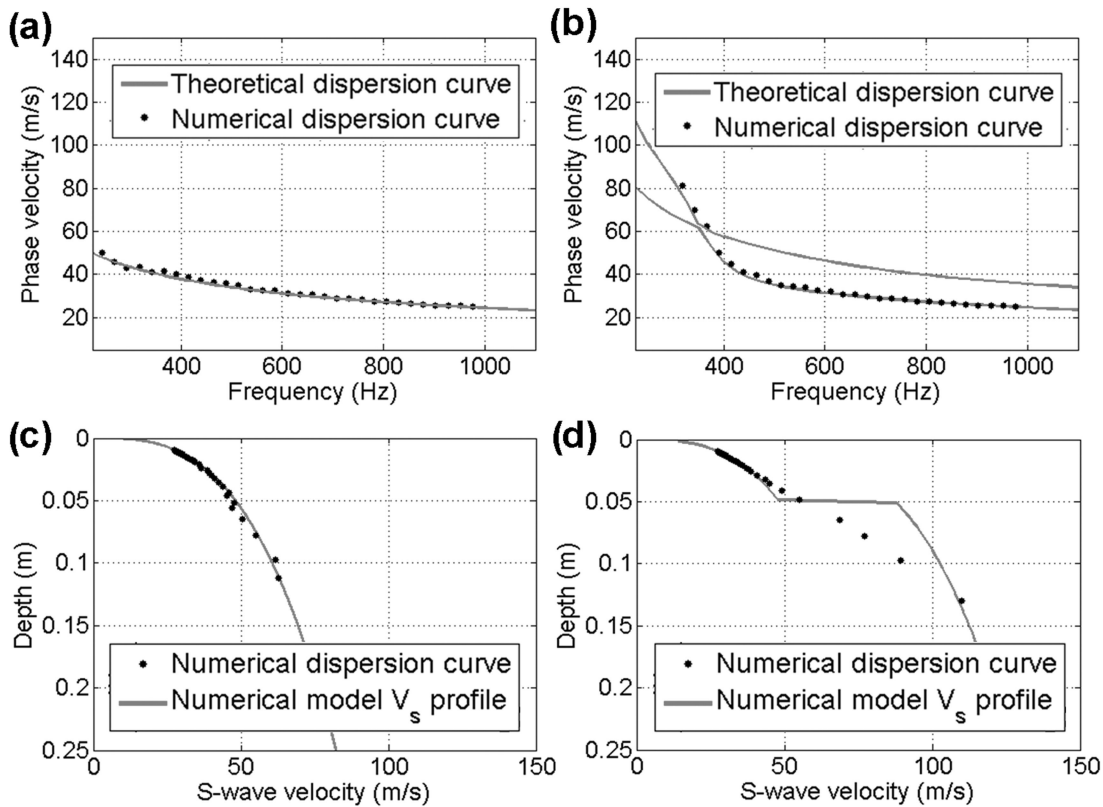 (a)
140
120
100
80
60
40
20
Phase velocity (m/s)
Theoretical dispersion curve
Numerical dispersion curve
400 600 800 1000
Frequency (Hz)
(b)
140
120
100
80
60
40
20
Phase velocity (m/s)
Theoretical dispersion curve
Numerical dispersion curve
400 600 800 1000
Frequency (Hz)
(c)
0
0.05
0.1
0.15
0.2
0.25
Depth (m)
Numerical dispersion curve
Numerical model Vs profile
0 50 100 150
S-wave velocity (m/s)
(d)
0
0.05
0.1
0.15
0.2
0.25
Depth (m)
Numerical dispersion curve
Numerical model Vs profile
0 50 100 150
S-wave velocity (m/s)